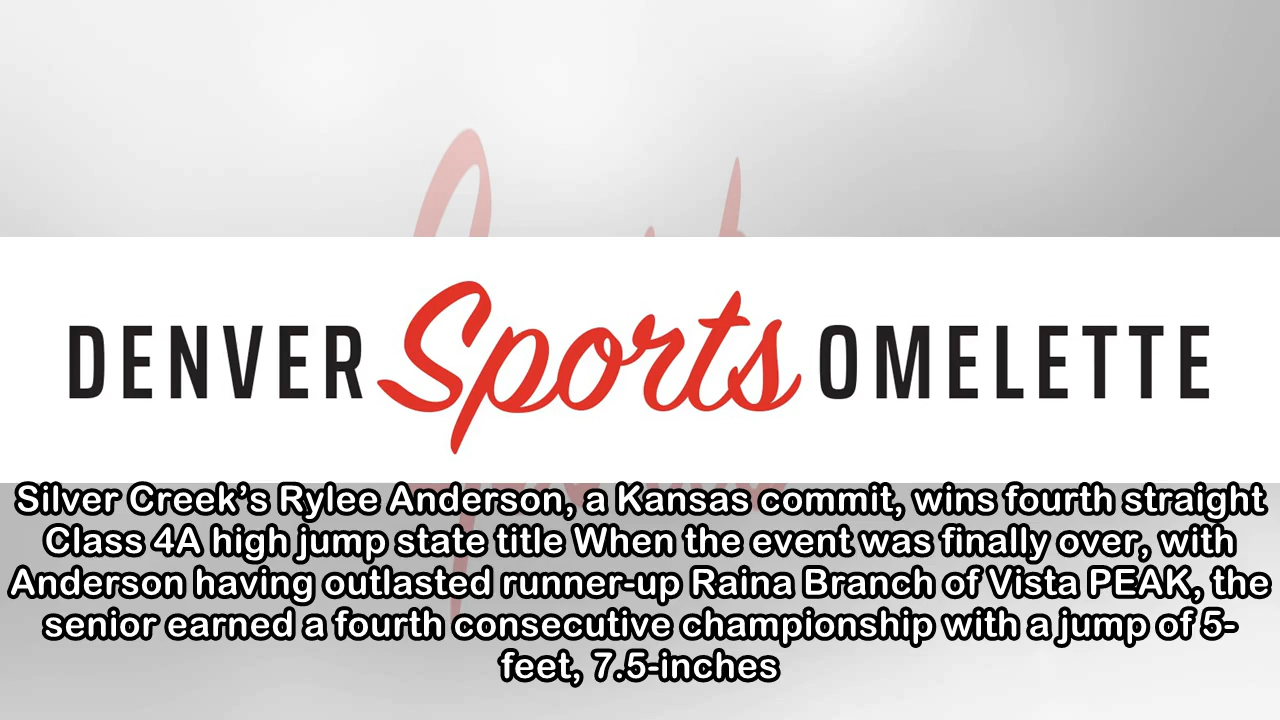 DENVER Sports OMELETTE
Silver Creek’s Rylee Anderson, a Kansas commit, wins fourth straight
Class 4A high jump state title When the event was finally over, with
Anderson having outlasted runner-up Raina Branch of Vista PEAK, the
senior earned a fourth consecutive championship with a jump of 5-
feet, 7.5-inches